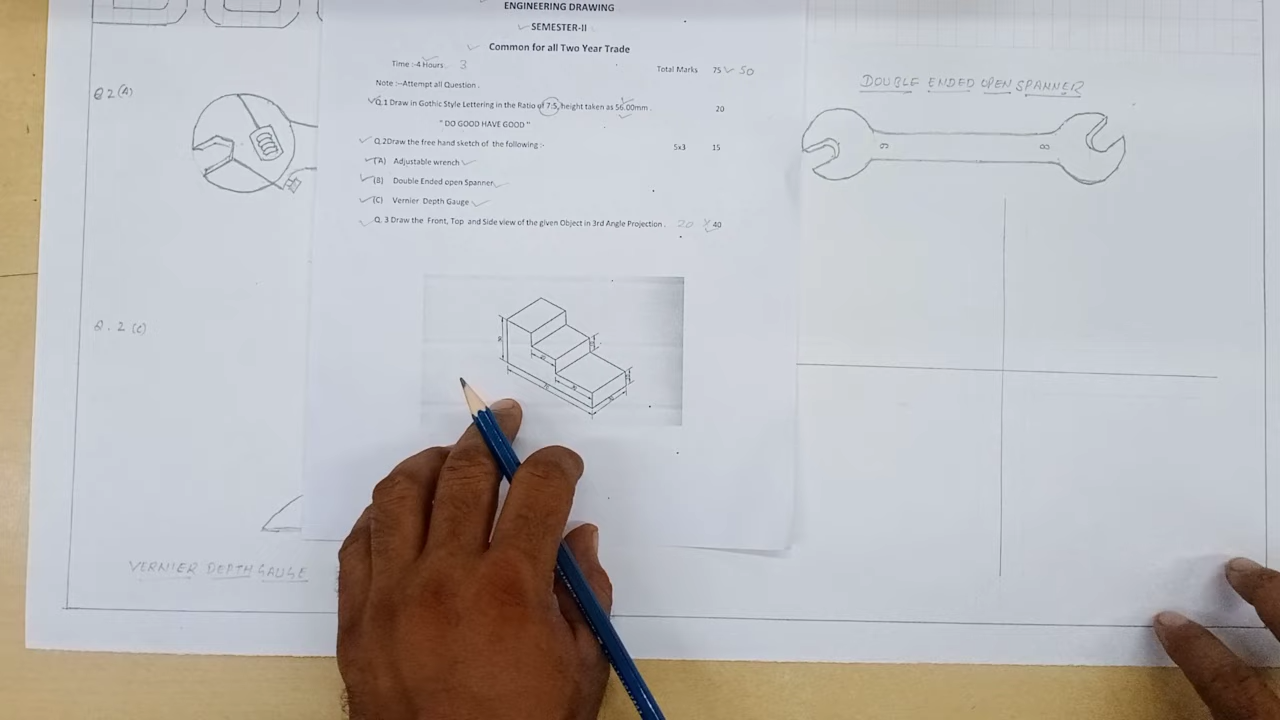 ENGINEERING DRAWING
SEMESTER-II
Common for all Two Year Trade
Time :-4 Hours . 3 Total Marks 75 50
Note :--Attempt all Question .
Q.1 Draw in Gothic Style Lettering in the Ratio of 7:5, height taken as 56.00mm . 20
" DO GOOD HAVE GOOD "
Q.2Draw the free hand sketch of the following :- 5x3 15
(A) Adjustable wrench
(B) Double Ended open Spanner
(C) Vernier Depth Gauge
Q. 3 Draw the Front, Top and Side view of the given Object in 3rd Angle Projection . 20 40
Q2(A)
Q. 2 (C)
VERNIER DEPTH GAUGE
DOUBLE ENDED OPEN SPANNER